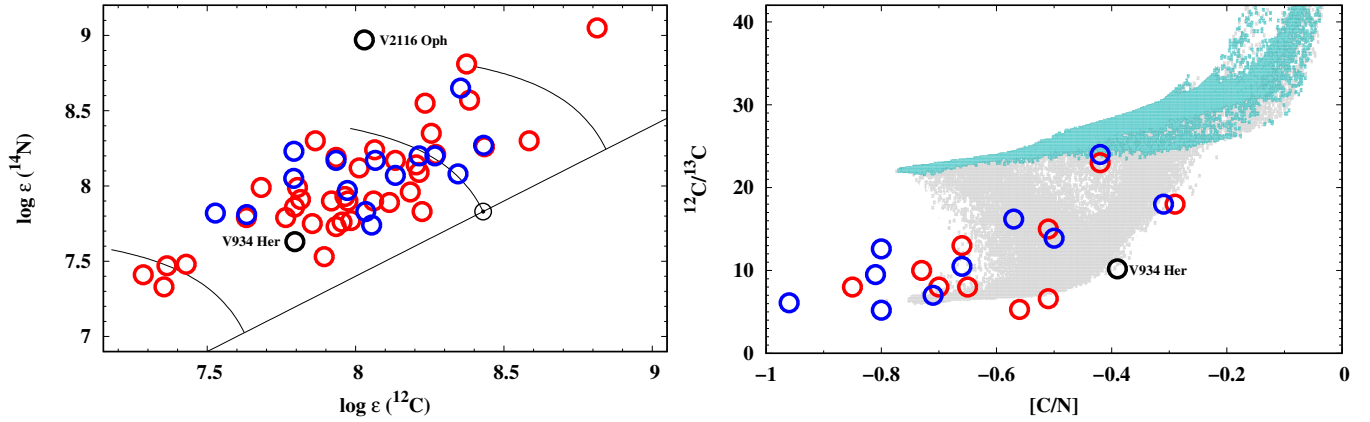 9
8.5
8
7.5
7
7.5
8
8.5
9
log ε (¹⁴N)
log ε (¹²C)
V2116 Oph
V934 Her
40
30
20
10
0
−1
−0.8
−0.6
−0.4
−0.2
0
¹²C/¹³C
[C/N]
V934 Her